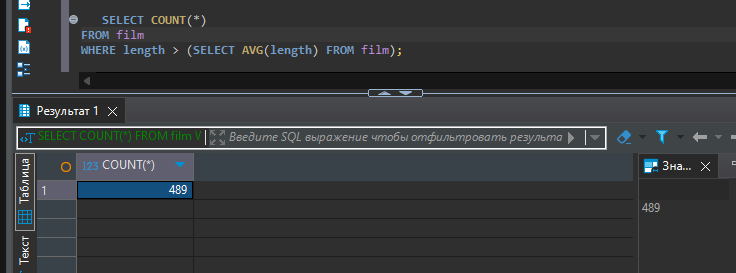 SELECT COUNT(*)
FROM film
WHERE length > (SELECT AVG(length) FROM film);
Результат 1
SELECT COUNT(*) FROM film W
Введите SQL выражение чтобы отфильтровать результа
Таблица
123 COUNT(*)
Зна...
1
489
489
Текст